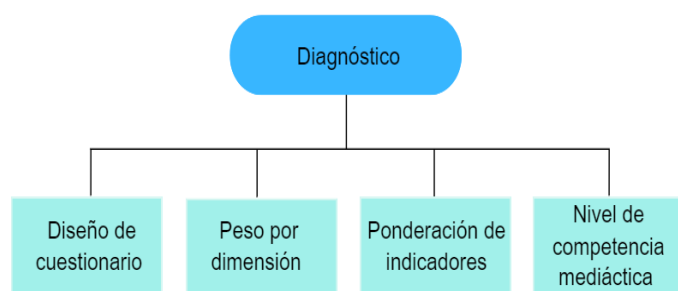 Diagnóstico
Diseño de
cuestionario
Peso por
dimensión
Ponderación de
indicadores
Nivel de
competencia
mediáctica